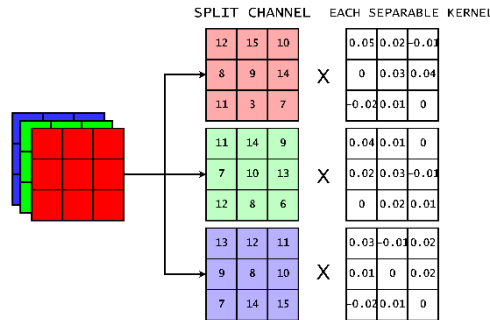 SPLIT CHANNEL EACH SEPARABLE KERNEL
12 15 10 0.05 0.02 -0.01
8 9 14 X 0 0.03 0.04
11 3 7 -0.02 0.01 0
11 14 9 0.04 0.01 0
7 10 13 X 0.02 0.03 -0.01
12 8 6 0 0.02 0.01
13 12 11 0.03 -0.01 0.02
9 8 10 X 0.01 0 0.02
7 14 15 -0.02 0.01 0